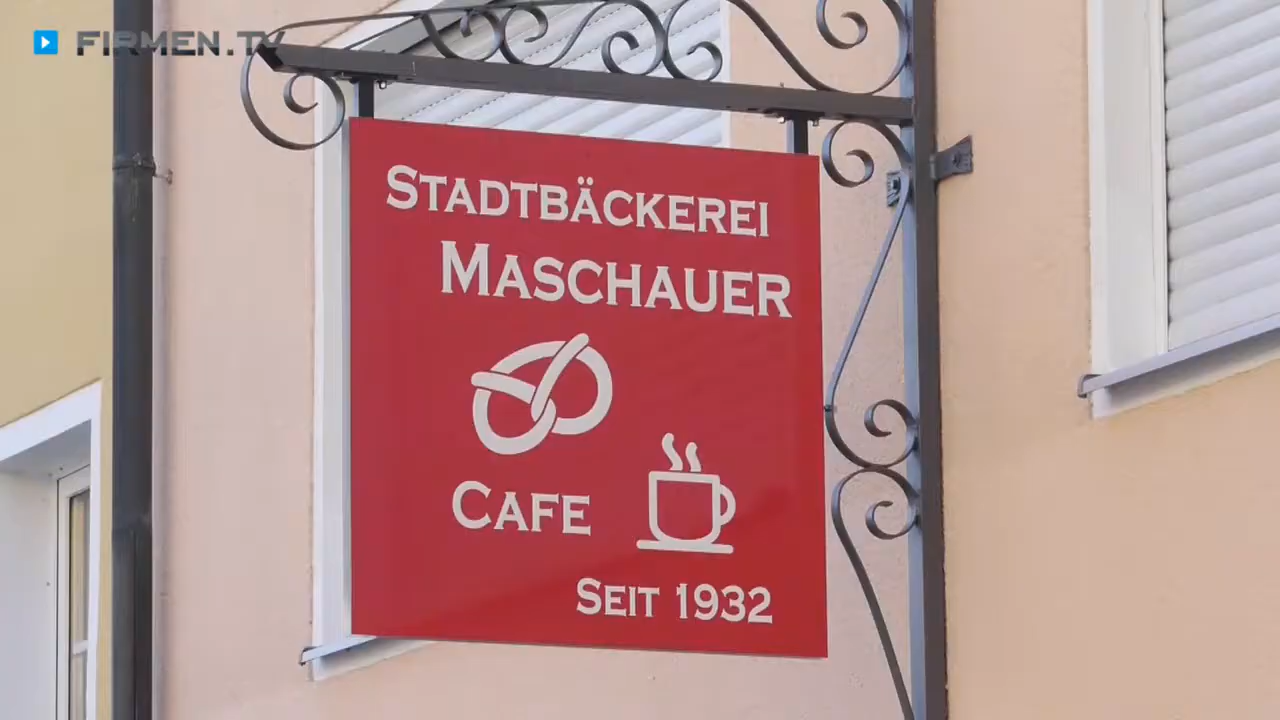 FIRMEN.TV
STADTBÄCKEREI
MASCHAUER
CAFE
SEIT 1932